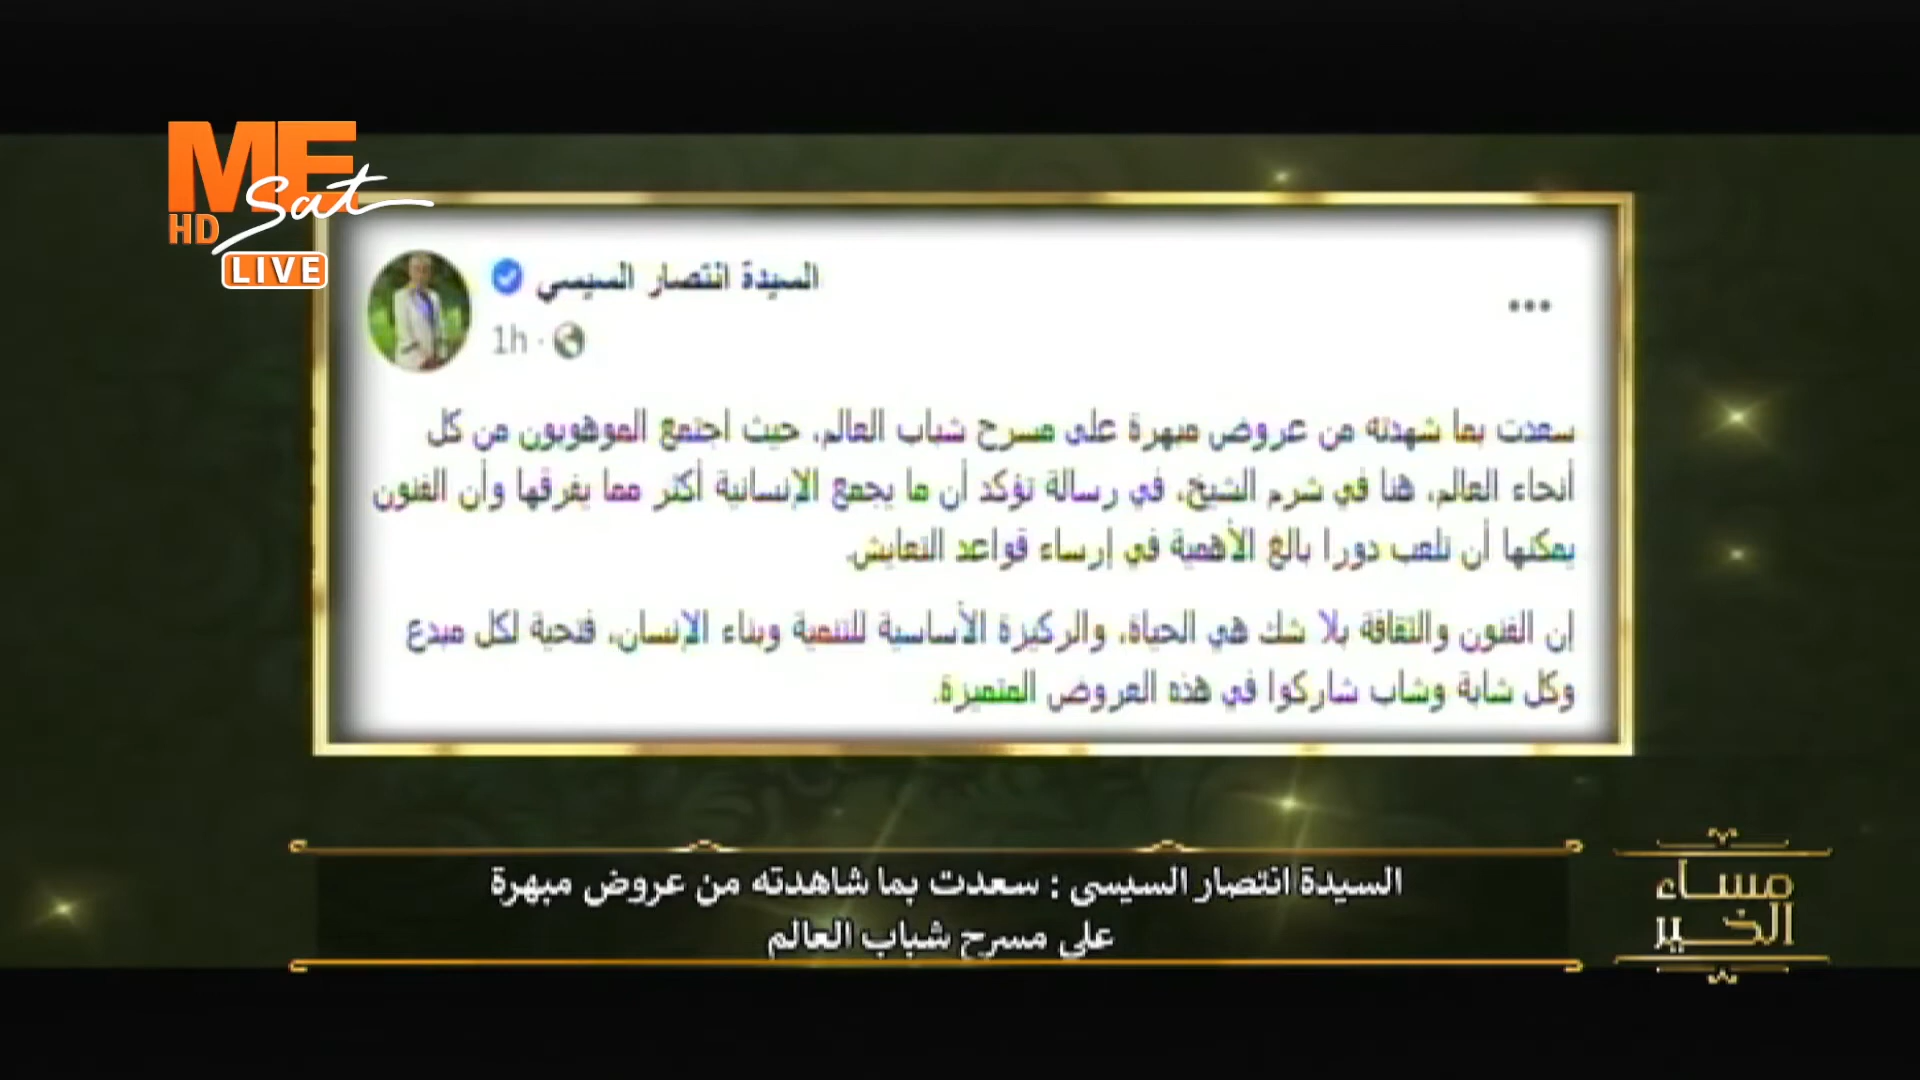 ME
Sat
HD
LIVE
السيدة انتصار السيسي
1h ·
سعدت بما شهدته من عروض مبهرة على مسرح شباب العالم، حيث اجتمع الموهوبون من كل
أنحاء العالم، هنا في شرم الشيخ، في رسالة تؤكد أن ما يجمع الإنسانية أكثر مما يفرقها وأن الفنون
يمكنها أن تلعب دورا بالغ الأهمية في إرساء قواعد التعايش.
إن الفنون والثقافة بلا شك هي الحياة، والركيزة الأساسية للتنمية وبناء الإنسان، فتحية لكل مبدع
وكل شابة وشاب شاركوا في هذه العروض المتميزة.
السيدة انتصار السيسى : سعدت بما شاهدته من عروض مبهرة
على مسرح شباب العالم
مساء
الخير